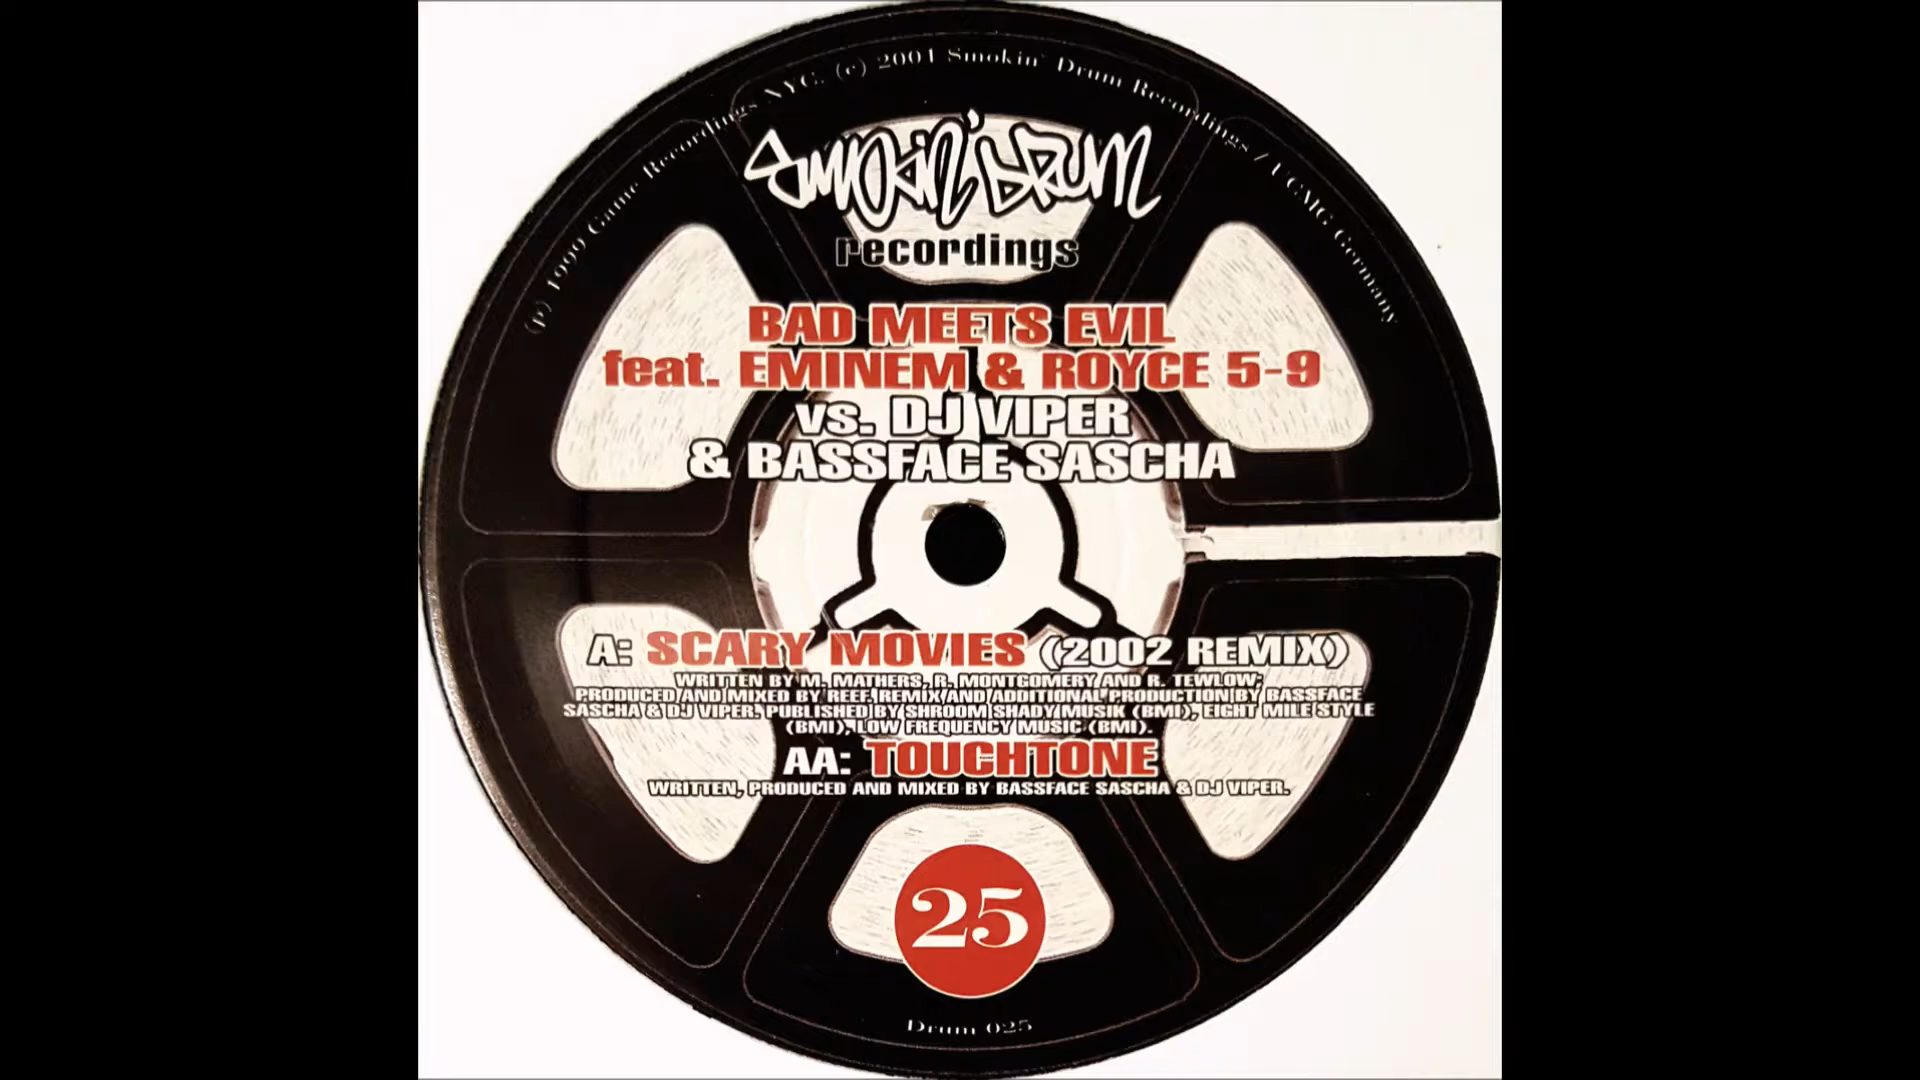 (p) 1999 Game Recordings NYC. (c) 2001 Smokin' Drum Recordings / UCMG Germany
Smokin' Drum
recordings
BAD MEETS EVIL
feat. EMINEM & ROYCE 5-9
vs. DJ VIPER
& BASSFACE SASCHA
A: SCARY MOVIES (2002 REMIX)
WRITTEN BY M. MATHERS, R. MONTGOMERY AND R. TEWLOW;
PRODUCED AND MIXED BY REEF. REMIX AND ADDITIONAL PRODUCTION BY BASSFACE
SASCHA & DJ VIPER. PUBLISHED BY SHROOM SHADY MUSIK (BMI), EIGHT MILE STYLE
(BMI), LOW FREQUENCY MUSIC (BMI).
AA: TOUCHTONE
WRITTEN, PRODUCED AND MIXED BY BASSFACE SASCHA & DJ VIPER.
25
Drum 025